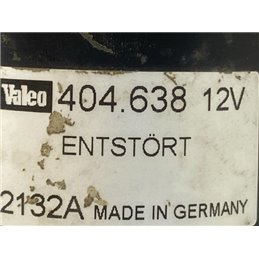 Valeo 404.638 12V
ENTSTÖRT
2132A MADE IN GERMANY